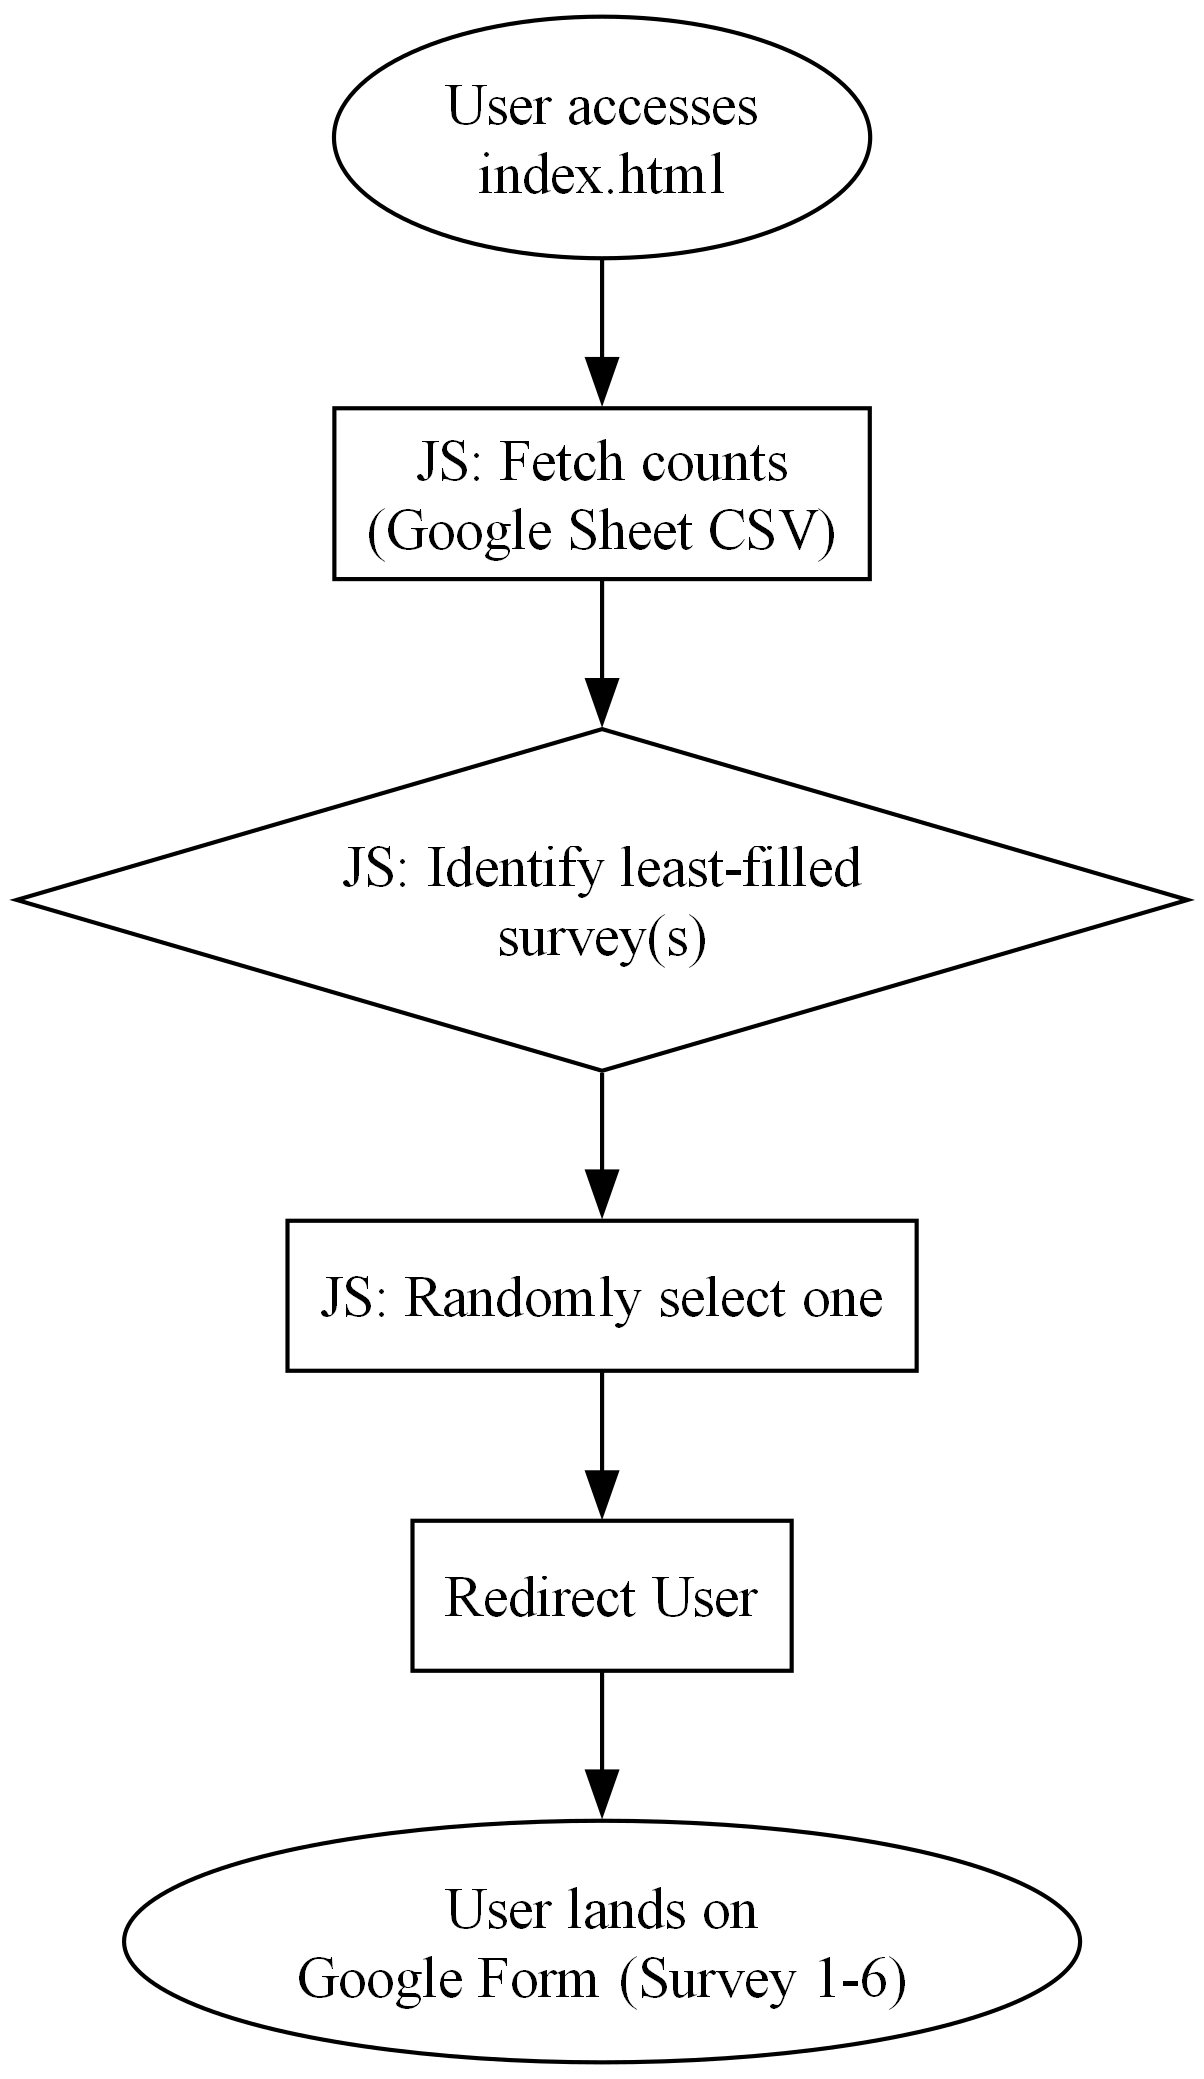 User accesses
index.html
JS: Fetch counts
(Google Sheet CSV)
JS: Identify least-filled
survey(s)
JS: Randomly select one
Redirect User
User lands on
Google Form (Survey 1-6)